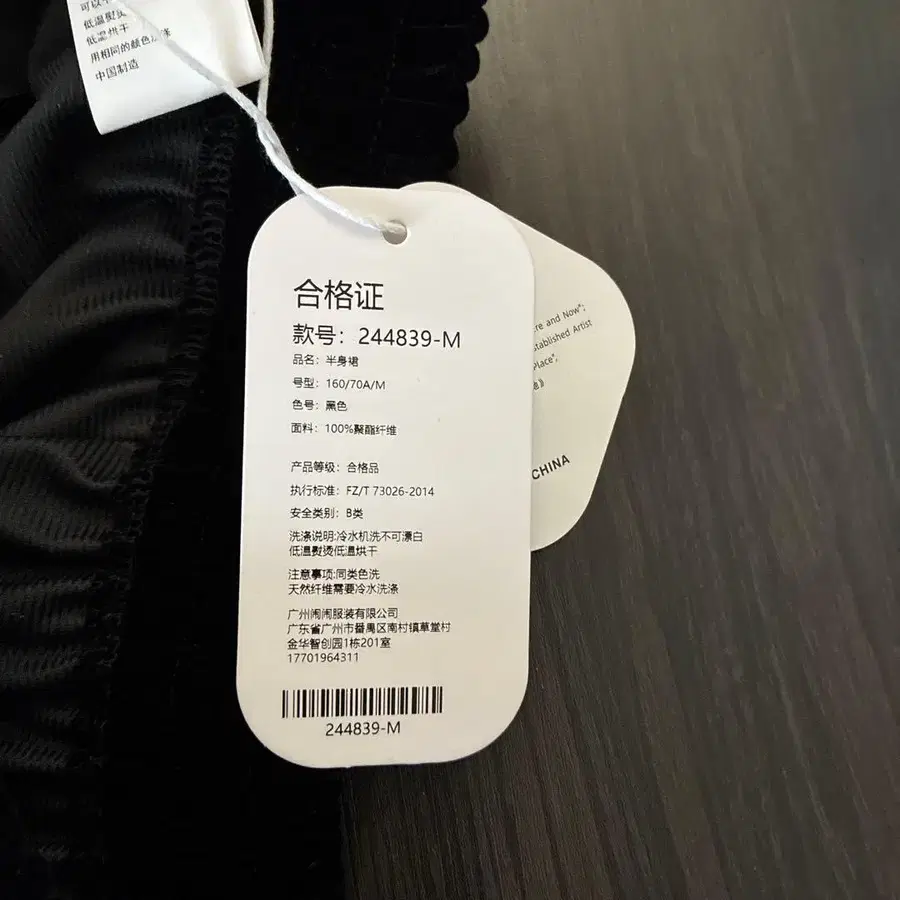 低温烘干
用相同的颜色洗涤
中国制造
合格证
款号：244839-M
品名：半身裙
号型：160/70A/M
色号：黑色
面料：100%聚酯纤维
产品等级：合格品
执行标准：FZ/T 73026-2014
安全类别：B类
洗涤说明:冷水机洗不可漂白
低温熨烫低温烘干
注意事项:同类色洗
天然纤维需要冷水洗涤
广州闹闹服装有限公司
广东省广州市番禺区南村镇草堂村
金华智创园1栋201室
17701964311
244839-M
and Now";
Artist
Place",
CHINA